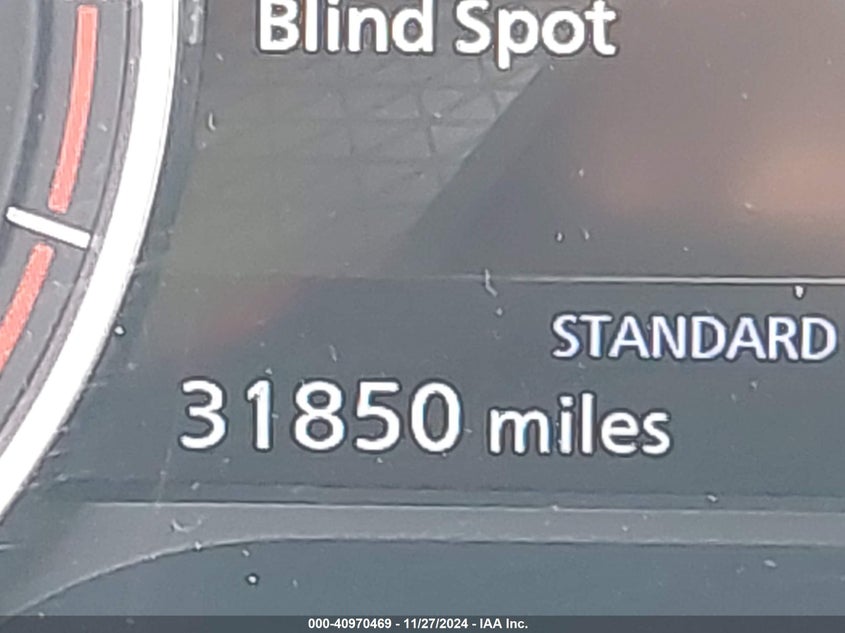 Blind Spot
STANDARD
31850 miles
000-40970469 - 11/27/2024 - IAA Inc.